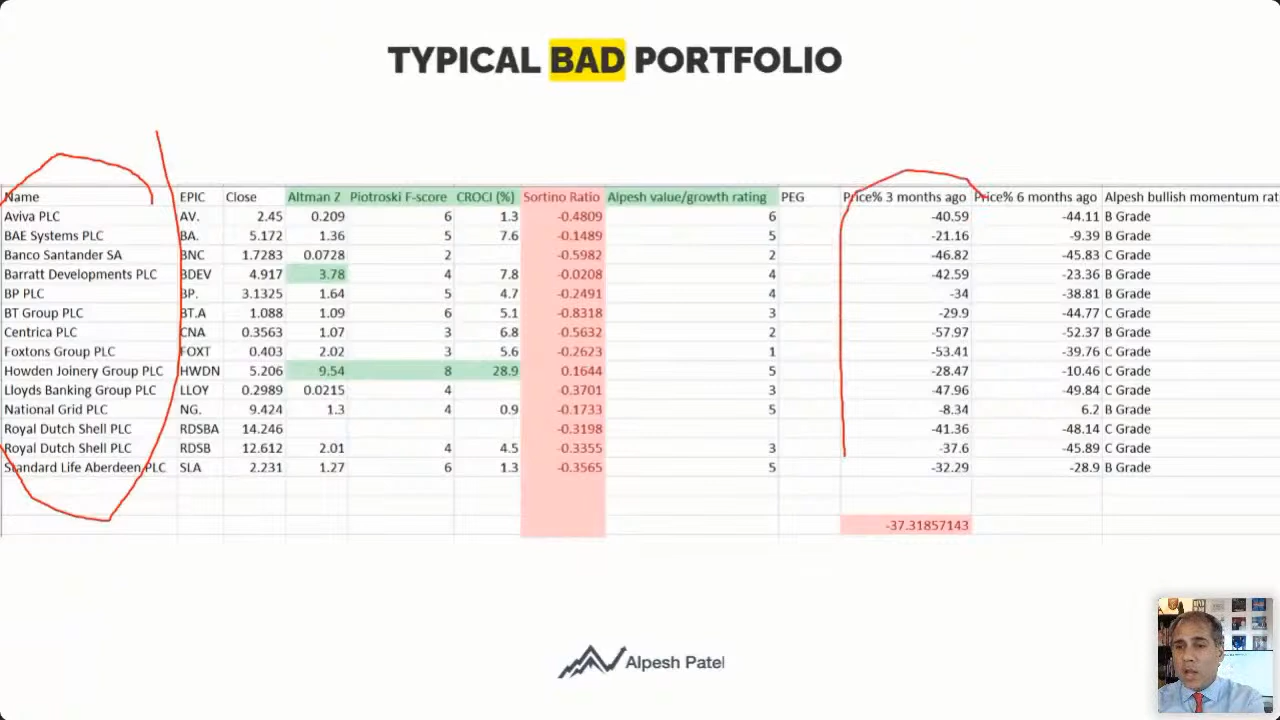 TYPICAL BAD PORTFOLIO
Name EPIC Close Altman Z Piotroski F-score CROCI (%) Sortino Ratio Alpesh value/growth rating PEG Price% 3 months ago Price% 6 months ago Alpesh bullish momentum rat
Aviva PLC AV. 2.45 0.209 6 1.3 -0.4809 6 -40.59 -44.11 B Grade
BAE Systems PLC BA. 5.172 1.36 5 7.6 -0.1489 5 -21.16 -9.39 B Grade
Banco Santander SA BNC 1.7283 0.0728 2 -0.5982 2 -46.82 -45.83 C Grade
Barratt Developments PLC BDEV 4.917 3.78 4 7.8 -0.0208 4 -42.59 -23.36 B Grade
BP PLC BP. 3.1325 1.64 5 4.7 -0.2491 4 -34 -38.81 B Grade
BT Group PLC BT.A 1.088 1.09 6 5.1 -0.8318 3 -29.9 -44.77 C Grade
Centrica PLC CNA 0.3563 1.07 3 6.8 -0.5632 2 -57.97 -52.37 B Grade
Foxtons Group PLC FOXT 0.403 2.02 3 5.6 -0.2623 1 -53.41 -39.76 C Grade
Howden Joinery Group PLC HWDN 5.206 9.54 8 28.9 0.1644 5 -28.47 -10.46 C Grade
Lloyds Banking Group PLC LLOY 0.2989 0.0215 4 -0.3701 3 -47.96 -49.84 C Grade
National Grid PLC NG. 9.424 1.3 4 0.9 -0.1733 5 -8.34 6.2 B Grade
Royal Dutch Shell PLC RDSBA 14.246 -0.3198 -41.36 -48.14 C Grade
Royal Dutch Shell PLC RDSB 12.612 2.01 4 4.5 -0.3355 3 -37.6 -45.89 C Grade
Standard Life Aberdeen PLC SLA 2.231 1.27 6 1.3 -0.3565 5 -32.29 -28.9 B Grade
-37.31857143
Alpesh Patel